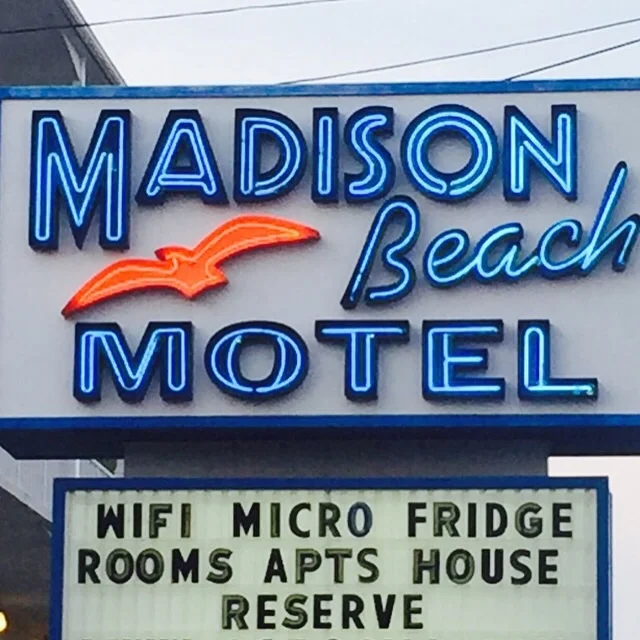 MADISON
Beach
MOTEL
WIFI MICRO FRIDGE
ROOMS APTS HOUSE
RESERVE